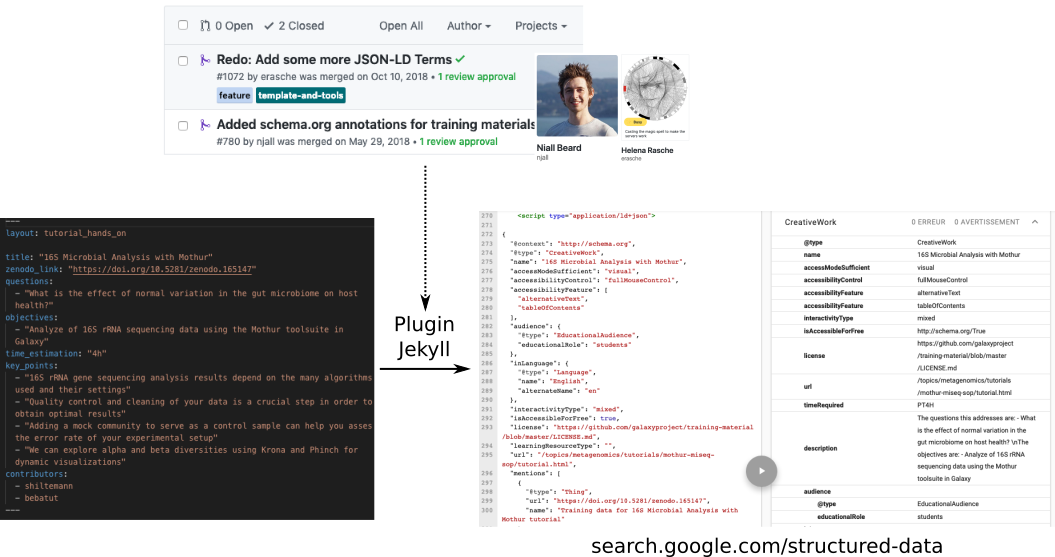 0 Open 2 Closed Open All Author Projects
Redo: Add some more JSON-LD Terms
#1072 by erasche was merged on Oct 10, 2018 • 1 review approval
feature template-and-tools
Added schema.org annotations for training materials
#780 by njall was merged on May 29, 2018 • 1 review approval
Niall Beard
njall
Casting the magic spell to make the
servers work
Helena Rasche
erasche
---
layout: tutorial_hands_on
title: "16S Microbial Analysis with Mothur"
zenodo_link: "https://doi.org/10.5281/zenodo.165147"
questions:
- "What is the effect of normal variation in the gut microbiome on host
health?"
objectives:
- "Analyze of 16S rRNA sequencing data using the Mothur toolsuite in
Galaxy"
time_estimation: "4h"
key_points:
- "16S rRNA gene sequencing analysis results depend on the many algorithms
used and their settings"
- "Quality control and cleaning of your data is a crucial step in order to
obtain optimal results"
- "Adding a mock community to serve as a control sample can help you asses
the error rate of your experimental setup"
- "We can explore alpha and beta diversities using Krona and Phinch for
dynamic visualizations"
contributors:
- shiltemann
- bebatut
---
Plugin
Jekyll
270 <script type="application/ld+json">
271
272 {
273 "@context": "http://schema.org",
274 "@type": "CreativeWork",
275 "name": "16S Microbial Analysis with Mothur",
276 "accessModeSufficient": "visual",
277 "accessibilityControl": "fullMouseControl",
278 "accessibilityFeature": [
279 "alternativeText",
280 "tableOfContents"
281 ],
282 "audience": {
283 "@type": "EducationalAudience",
284 "educationalRole": "students"
285 },
286 "inLanguage": {
287 "@type": "Language",
288 "name": "English",
289 "alternateName": "en"
290 },
291 "interactivityType": "mixed",
292 "isAccessibleForFree": true,
293 "license": "https://github.com/galaxyproject/training-material
/blob/master/LICENSE.md",
294 "learningResourceType": "",
295 "url": "/topics/metagenomics/tutorials/mothur-miseq-
sop/tutorial.html",
296 "mentions": [
297 {
298 "@type": "Thing",
299 "url": "https://doi.org/10.5281/zenodo.165147",
300 "name": "Training data for 16S Microbial Analysis with
Mothur tutorial"
CreativeWork 0 ERREUR 0 AVERTISSEMENT
@type CreativeWork
name 16S Microbial Analysis with Mothur
accessModeSufficient visual
accessibilityControl fullMouseControl
accessibilityFeature alternativeText
accessibilityFeature tableOfContents
interactivityType mixed
isAccessibleForFree http://schema.org/True
license https://github.com/galaxyproject
/training-material/blob/master
/LICENSE.md
url /topics/metagenomics/tutorials
/mothur-miseq-sop/tutorial.html
timeRequired PT4H
description The questions this addresses are: - What
is the effect of normal variation in the
gut microbiome on host health? \nThe
objectives are: - Analyze of 16S rRNA
sequencing data using the Mothur
toolsuite in Galaxy
audience
@type EducationalAudience
educationalRole students
search.google.com/structured-data